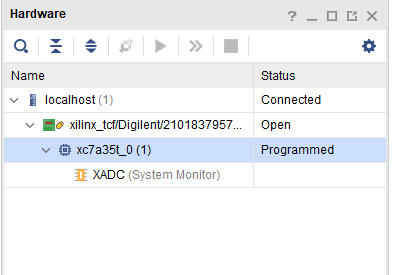 Hardware
Name Status
localhost (1) Connected
xilinx_tcf/Digilent/2101837957... Open
xc7a35t_0 (1) Programmed
XADC (System Monitor)